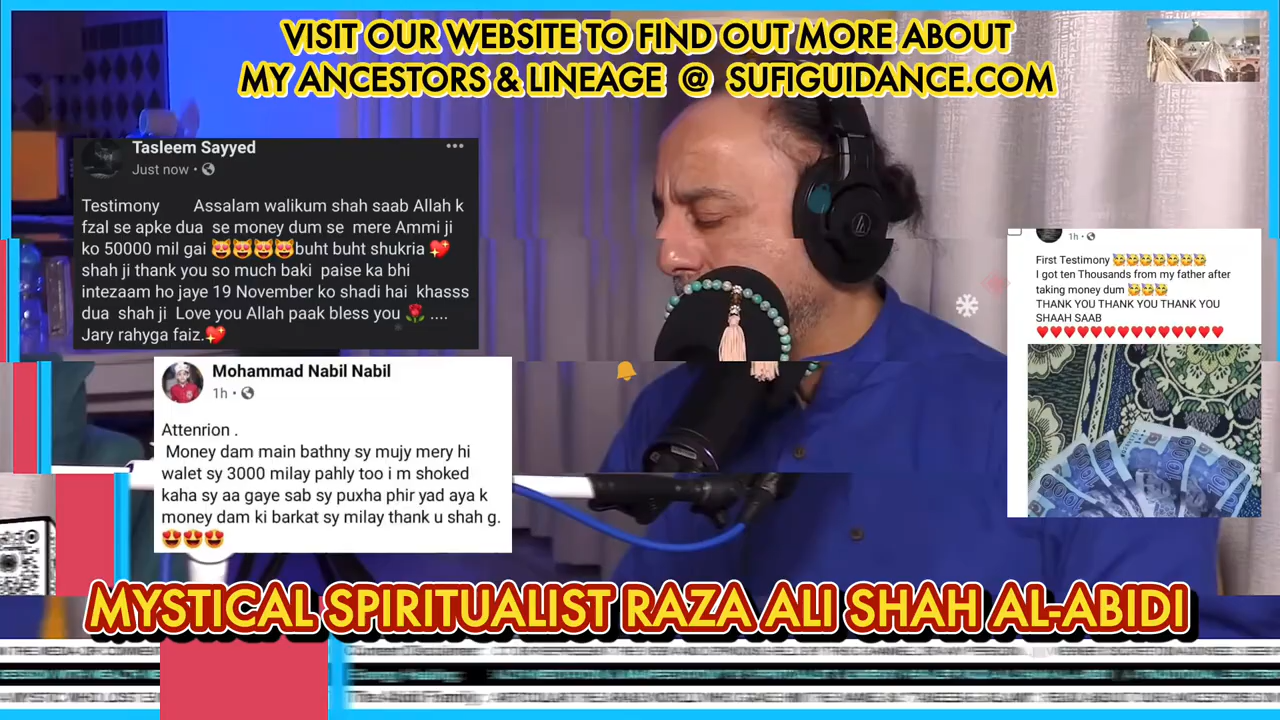 VISIT OUR WEBSITE TO FIND OUT MORE ABOUT
MY ANCESTORS & LINEAGE @ SUFIGUIDANCE.COM
Tasleem Sayyed
Just now
Testimony Assalam walikum shah saab Allah k
fzal se apke dua se money dum se mere Ammi ji
ko 50000 mil gai 😻😻😻😻buht buht shukria 💖
shah ji thank you so much baki paise ka bhi
intezaam ho jaye 19 November ko shadi hai khasss
dua shah ji Love you Allah paak bless you 🌹 ....
Jary rahyga faiz.💖
Mohammad Nabil Nabil
1h
Attenrion .
Money dam main bathny sy mujy mery hi
walet sy 3000 milay pahly too i m shoked
kaha sy aa gaye sab sy puxha phir yad aya k
money dam ki barkat sy milay thank u shah g.
😍😍😍
1h
First Testimony 🥳🥳🥳🥳🥳🥳🥳
I got ten Thousands from my father after
taking money dum 🥳🥳🥳
THANK YOU THANK YOU THANK YOU
SHAAH SAAB
❤️❤️❤️❤️❤️❤️❤️❤️❤️❤️❤️❤️❤️❤️
MYSTICAL SPIRITUALIST RAZA ALI SHAH AL-ABIDI